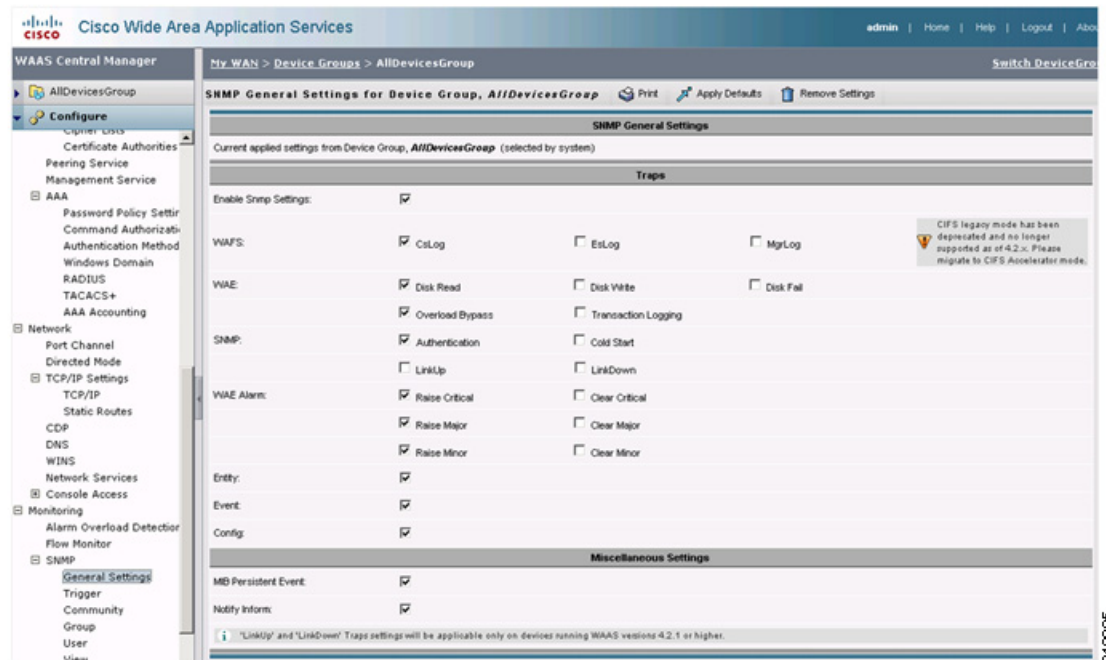 CISCO Cisco Wide Area Application Services
admin | Home | Help | Logout |
WAAS Central Manager
My WAN > Device Groups > AllDevicesGroup
AllDevicesGroup
SNMP General Settings for Device Group, AllDevicesGroup Print Apply Defaults Remove Settings
Configure
Cipher Lists
Certificate Authorities
Peering Service
Management Service
AAA
Password Policy
Command
Authentication Method
Windows Domain
RADIUS
TACACS+
AAA Accounting
Network
Port Channel
Directed Mode
TCP/IP Settings
TCP/IP
Static Routes
CDP
DNS
WINS
Network Services
Console Access
Monitoring
Alarm Overload
Flow Monitor
SNMP
General Settings
Trigger
Community
Group
User
View
SNMP General Settings
Current applied settings from Device Group, AllDevicesGroup (selected by system)
Traps
Enable Snmp Settings:
WAFS: CsLog EsLog MgrLog
CIFS legacy mode has been
deprecated and no longer
supported as of 4.2.x. Please
migrate to CIFS Accelerator mode.
WAE: Disk Read Disk Write Disk Fail
Overload Bypass Transaction Logging
SNMP: Authentication Cold Start
LinkUp LinkDown
WAE Alarm: Raise Critical Clear Critical
Raise Major Clear Major
Raise Minor Clear Minor
Entity:
Event:
Config:
Miscellaneous Settings
MIB Persistent Event:
Notify Inform:
'LinkUp' and 'LinkDown' Traps settings will be applicable only on devices running WAAS versions 4.2.1 or higher.